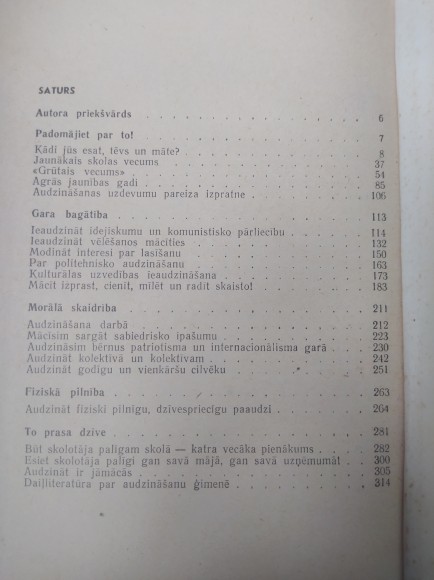 SATURS
Autora priekšvārds 6
Padomājiet par to! 7
Kādi jūs esat, tēvs un māte? 8
Jaunākais skolas vecums 37
«Grūtais vecums» 54
Agrās jaunības gadi 85
Audzināšanas uzdevumu pareiza izpratne 106
Gara bagātība 113
Ieaudzināt idejiskumu un komunistisko pārliecību 114
Ieaudzināt vēlēšanos mācīties 132
Modināt interesi par lasīšanu 150
Par politehnisko audzināšanu 163
Kulturālas uzvedības ieaudzināšana 173
Mācīt izprast, cienīt, mīlēt un radīt skaisto! 183
Morālā skaidrība 211
Audzināšana darbā 212
Mācīsim sargāt sabiedrisko īpašumu 223
Audzināsim bērnus patriotisma un internacionālisma garā 230
Audzināt kolektīvā un kolektīvam 242
Audzināt godīgu un vienkāršu cilvēku 251
Fiziskā pilnība 263
Audzināt fiziski pilnīgu, dzīvespriecīgu paaudzi 264
To prasa dzīve 281
Būt skolotāja palīgam skolā — katra vecāka pienākums 282
Esiet skolotāja palīgi gan savā mājā, gan savā uzņēmumā! 300
Audzināt ir jāmācās 305
Daiļliteratūra par audzināšanu ģimenē 314